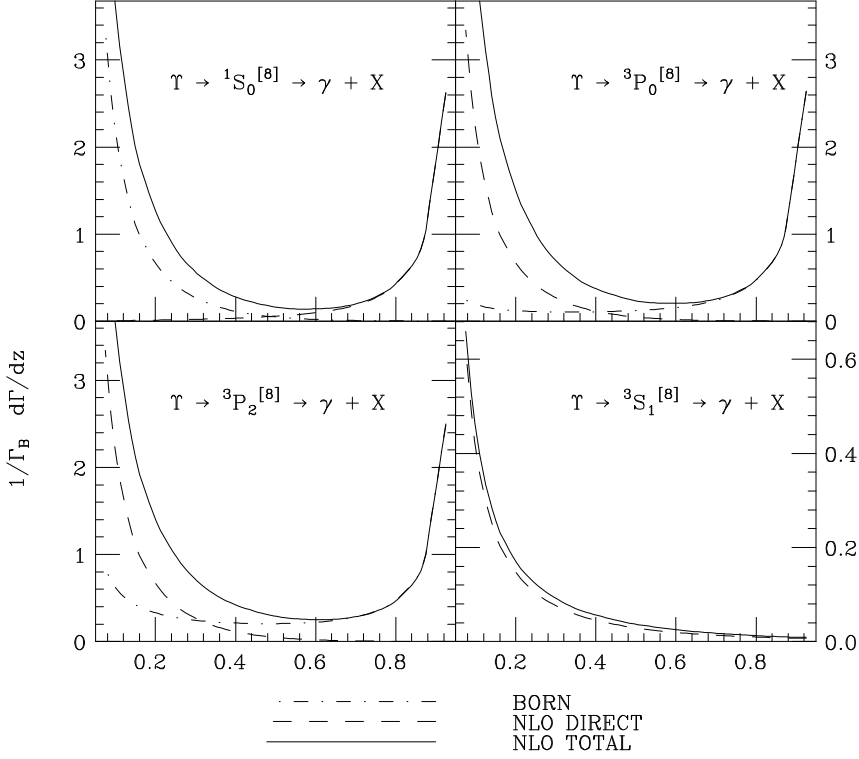 3
2
1
0
ϒ → ¹S₀^[8] → γ + X
ϒ → ³P₀^[8] → γ + X
3
2
1
0
3
2
1
0
ϒ → ³P₂^[8] → γ + X
ϒ → ³S₁^[8] → γ + X
0.6
0.4
0.2
0.0
0.2 0.4 0.6 0.8
0.2 0.4 0.6 0.8
1/Γ_B dΓ/dz
BORN
NLO DIRECT
NLO TOTAL